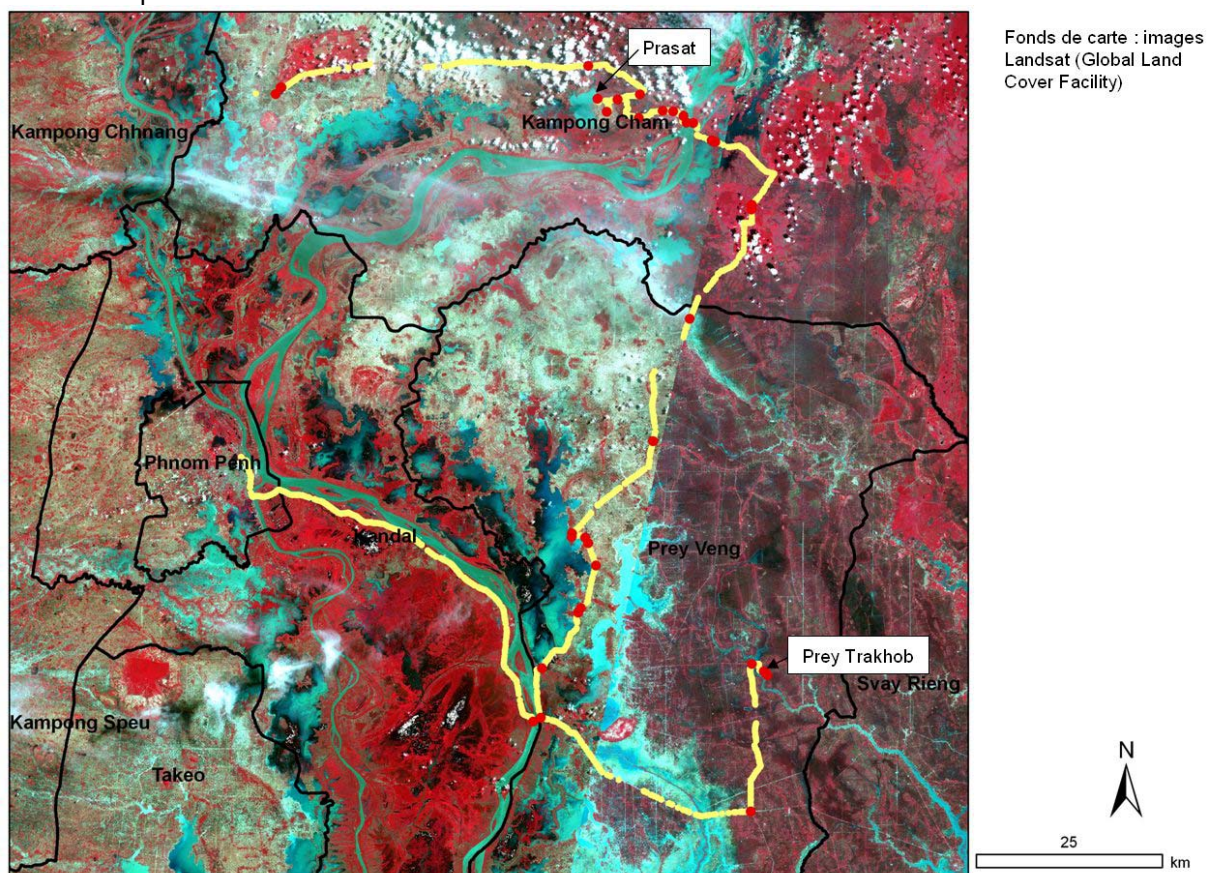 Prasat
Fonds de carte : images
Landsat (Global Land
Cover Facility)
Kampong Chhnang
Kampong Cham
Phnom Penh
Kandal
Prey Veng
Prey Trakhob
Svay Rieng
Kampong Speu
Takeo
N
25
km